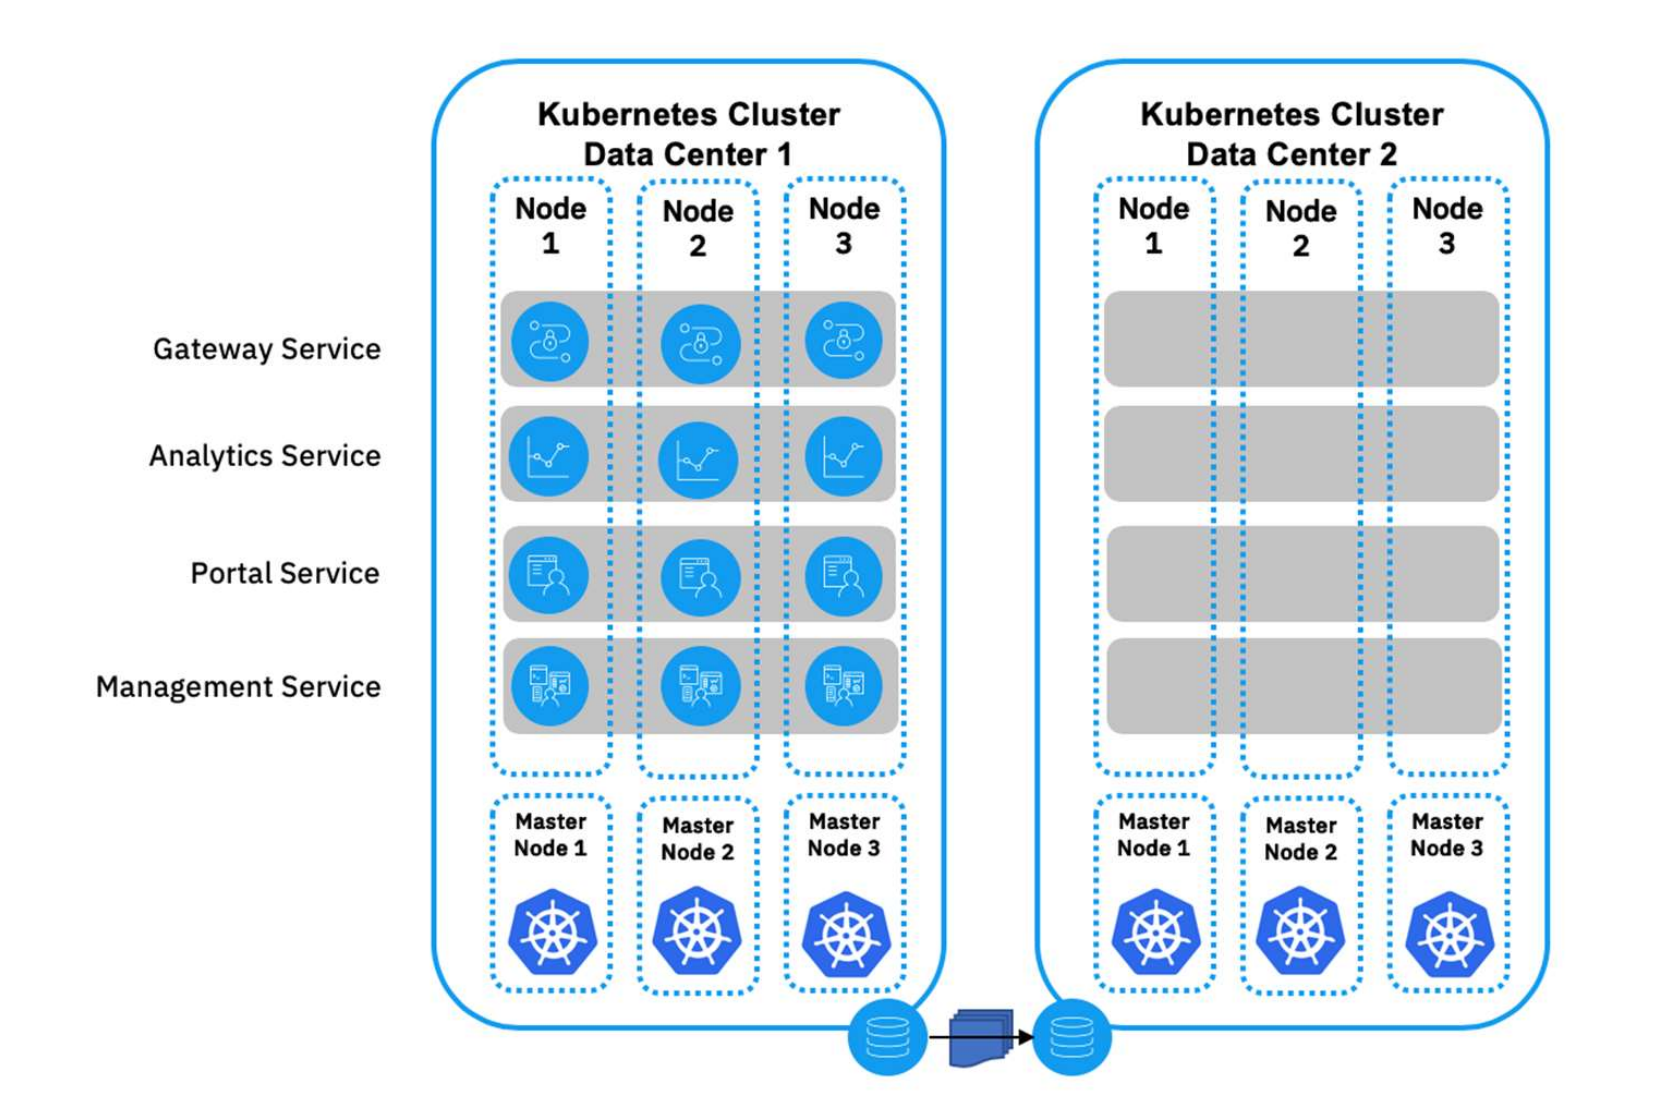 Kubernetes Cluster
Data Center 1
Node
1
Node
2
Node
3
Gateway Service
Analytics Service
Portal Service
Management Service
Master
Node 1
Master
Node 2
Master
Node 3
Kubernetes Cluster
Data Center 2
Node
1
Node
2
Node
3
Master
Node 1
Master
Node 2
Master
Node 3